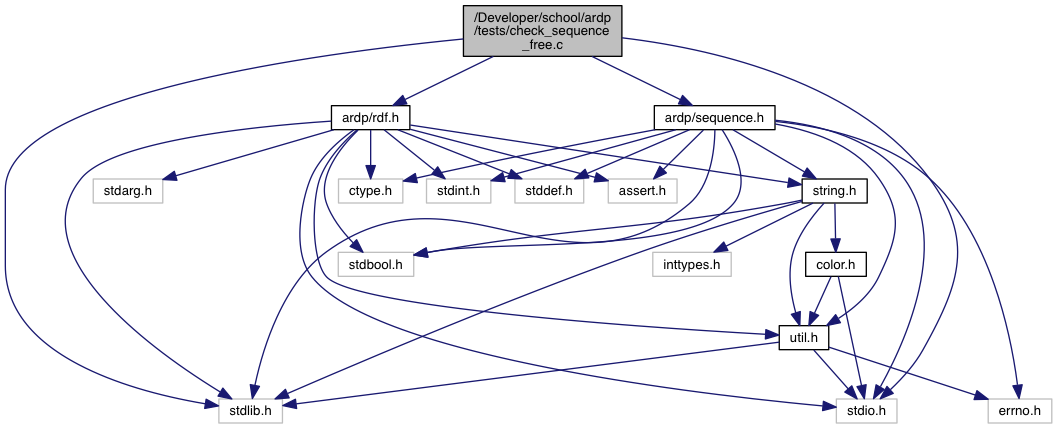 /Developer/school/ardp
/tests/check_sequence
_free.c
ardp/rdf.h
ardp/sequence.h
stdarg.h
ctype.h
stdint.h
stddef.h
assert.h
string.h
stdbool.h
inttypes.h
color.h
util.h
stdlib.h
stdio.h
errno.h